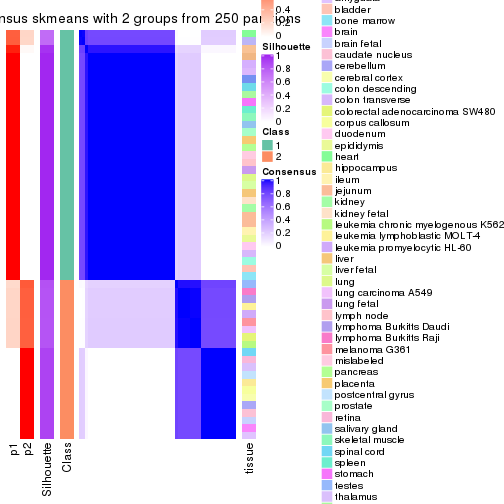 nsus skmeans with 2 groups from 250 partitions
p1
p2
Silhouette
Class
tissue
0.4
0.2
0
Silhouette
1
0.8
0.6
0.4
0.2
0
Class
1
2
Consensus
1
0.8
0.6
0.4
0.2
0
bladder
bone marrow
brain
brain fetal
caudate nucleus
cerebellum
cerebral cortex
colon descending
colon transverse
colorectal adenocarcinoma SW480
corpus callosum
duodenum
epididymis
heart
hippocampus
ileum
jejunum
kidney
kidney fetal
leukemia chronic myelogenous K562
leukemia lymphoblastic MOLT-4
leukemia promyelocytic HL-60
liver
liver fetal
lung
lung carcinoma A549
lung fetal
lymph node
lymphoma Burkitts Daudi
lymphoma Burkitts Raji
melanoma G361
mislabeled
pancreas
placenta
postcentral gyrus
prostate
retina
salivary gland
skeletal muscle
spinal cord
spleen
stomach
testes
thalamus